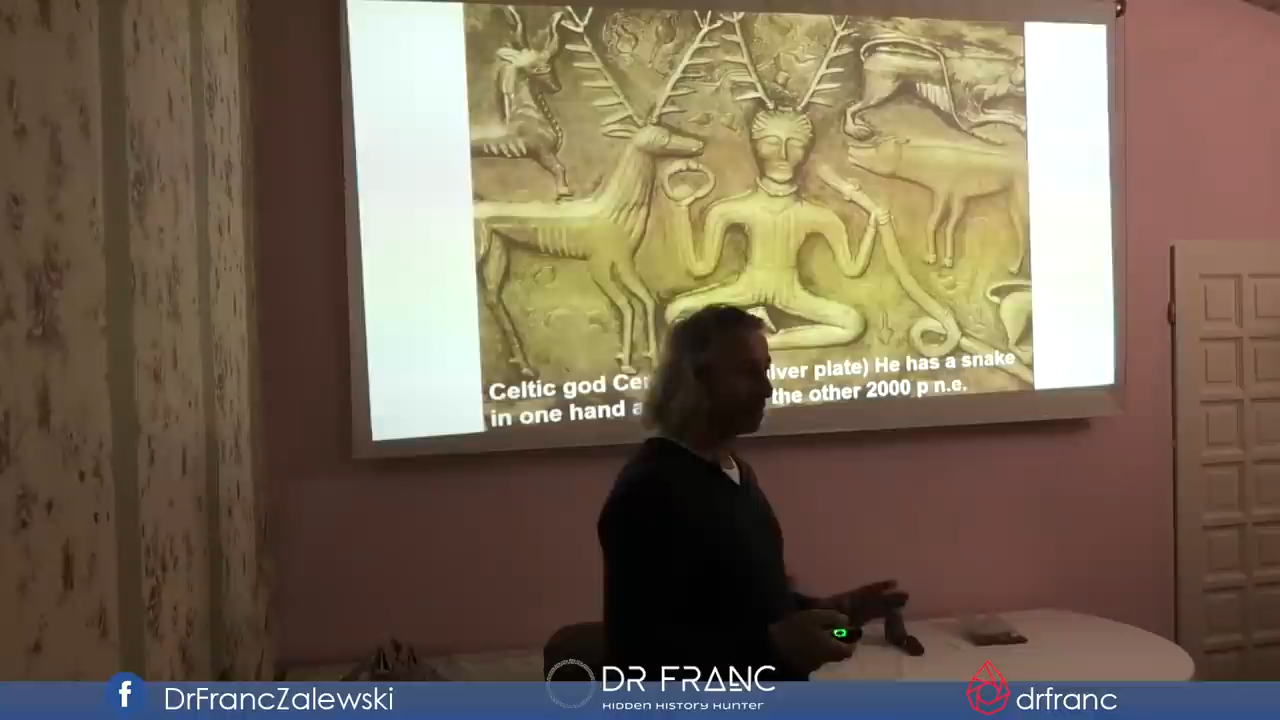 Celtic god Cer lver plate) He has a snake
in one hand a the other 2000 p n.e.
f DrFrancZalewski
DR FRANC
HIDDEN HISTORY HUNTER
drfranc